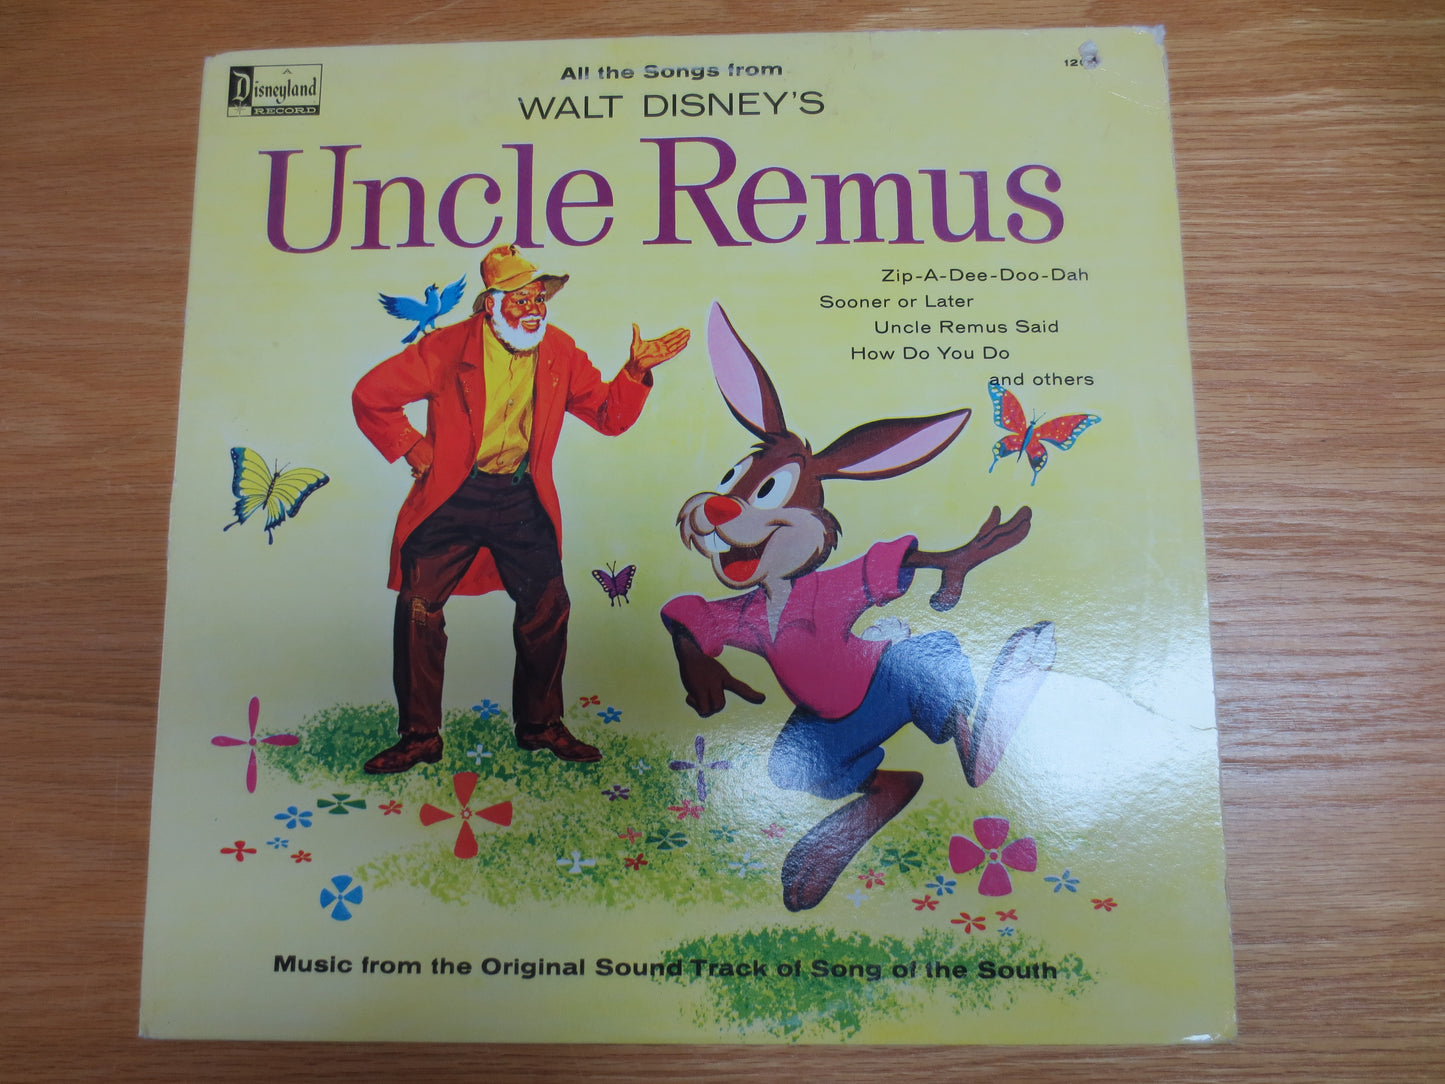 A
Disneyland
RECORD
All the Songs from
WALT DISNEY'S
Uncle Remus
Zip-A-Dee-Doo-Dah
Sooner or Later
Uncle Remus Said
How Do You Do
and others
Music from the Original Sound Track of Song of the South